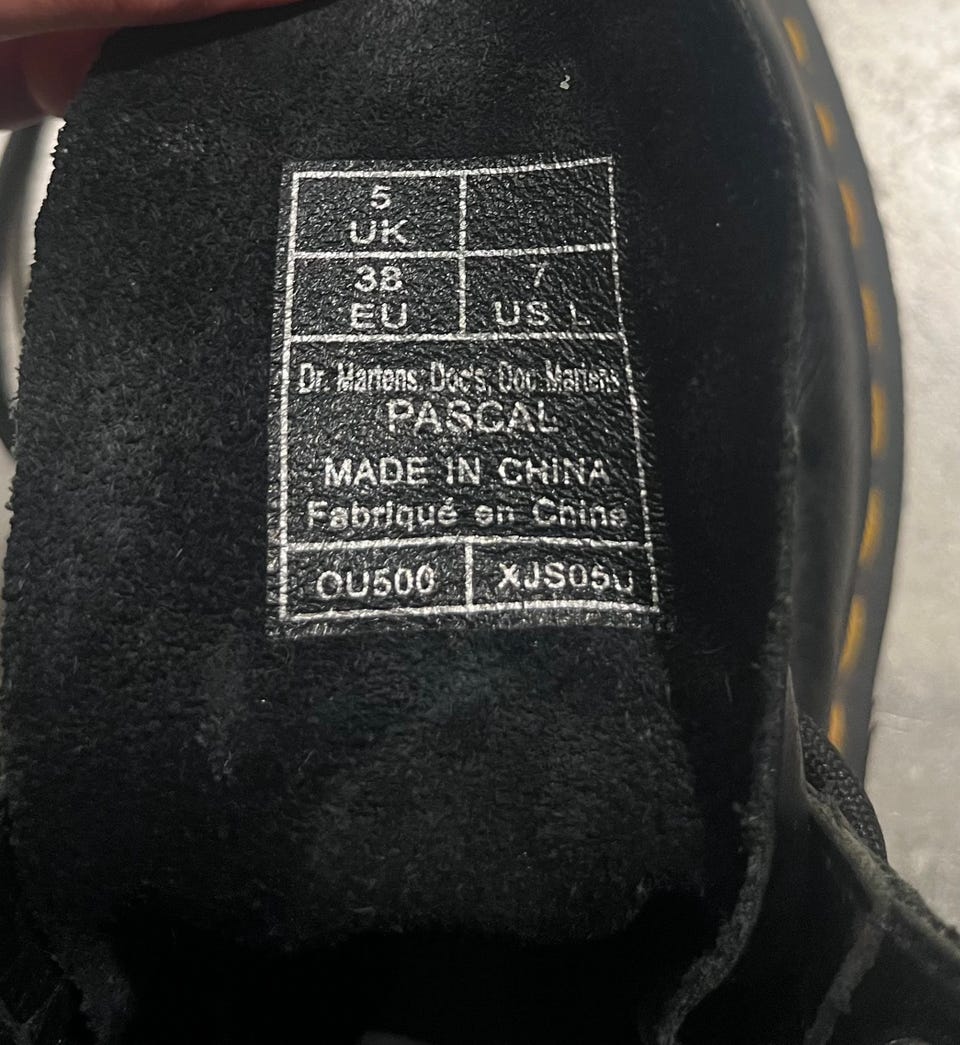 5
UK
38
EU
7
US L
Dr. Martens, Doc's, Doc Martens
PASCAL
MADE IN CHINA
Fabriqué en Chine
OU500
XJS05U